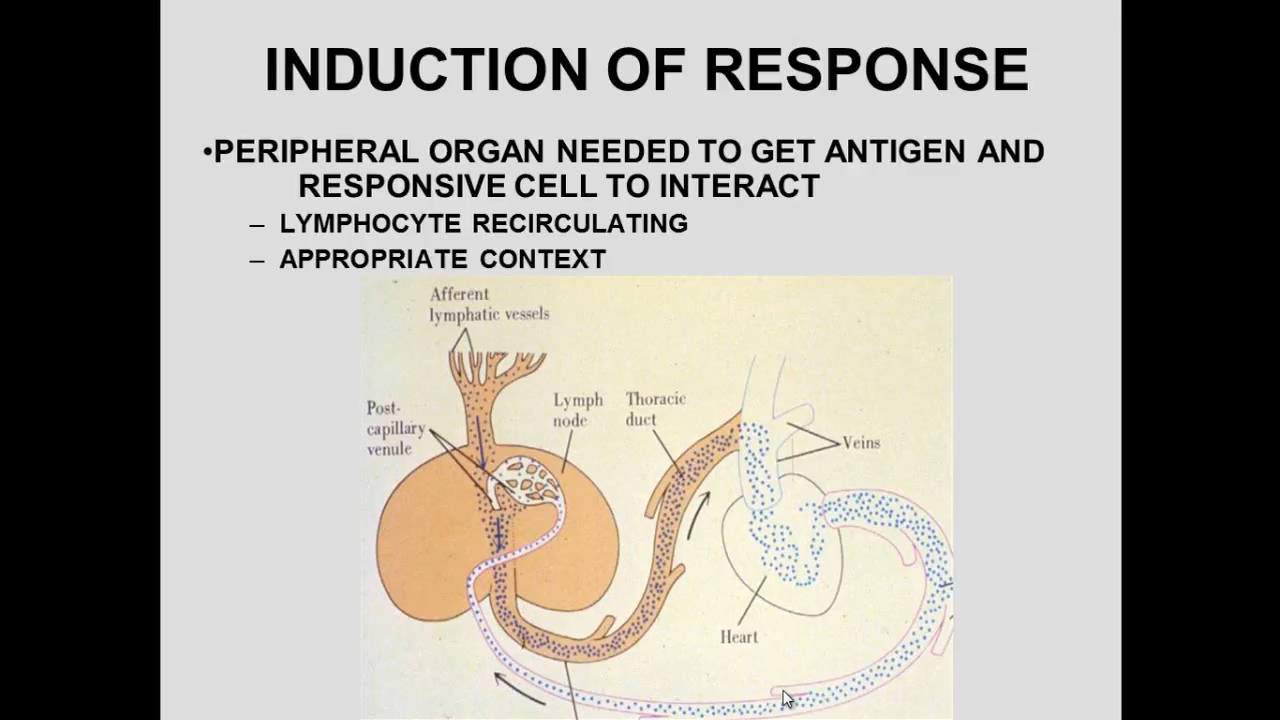 INDUCTION OF RESPONSE
•PERIPHERAL ORGAN NEEDED TO GET ANTIGEN AND
RESPONSIVE CELL TO INTERACT
– LYMPHOCYTE RECIRCULATING
– APPROPRIATE CONTEXT
Afferent
lymphatic vessels
Post-
capillary
venule
Lymph
node
Thoracic
duct
Veins
Heart